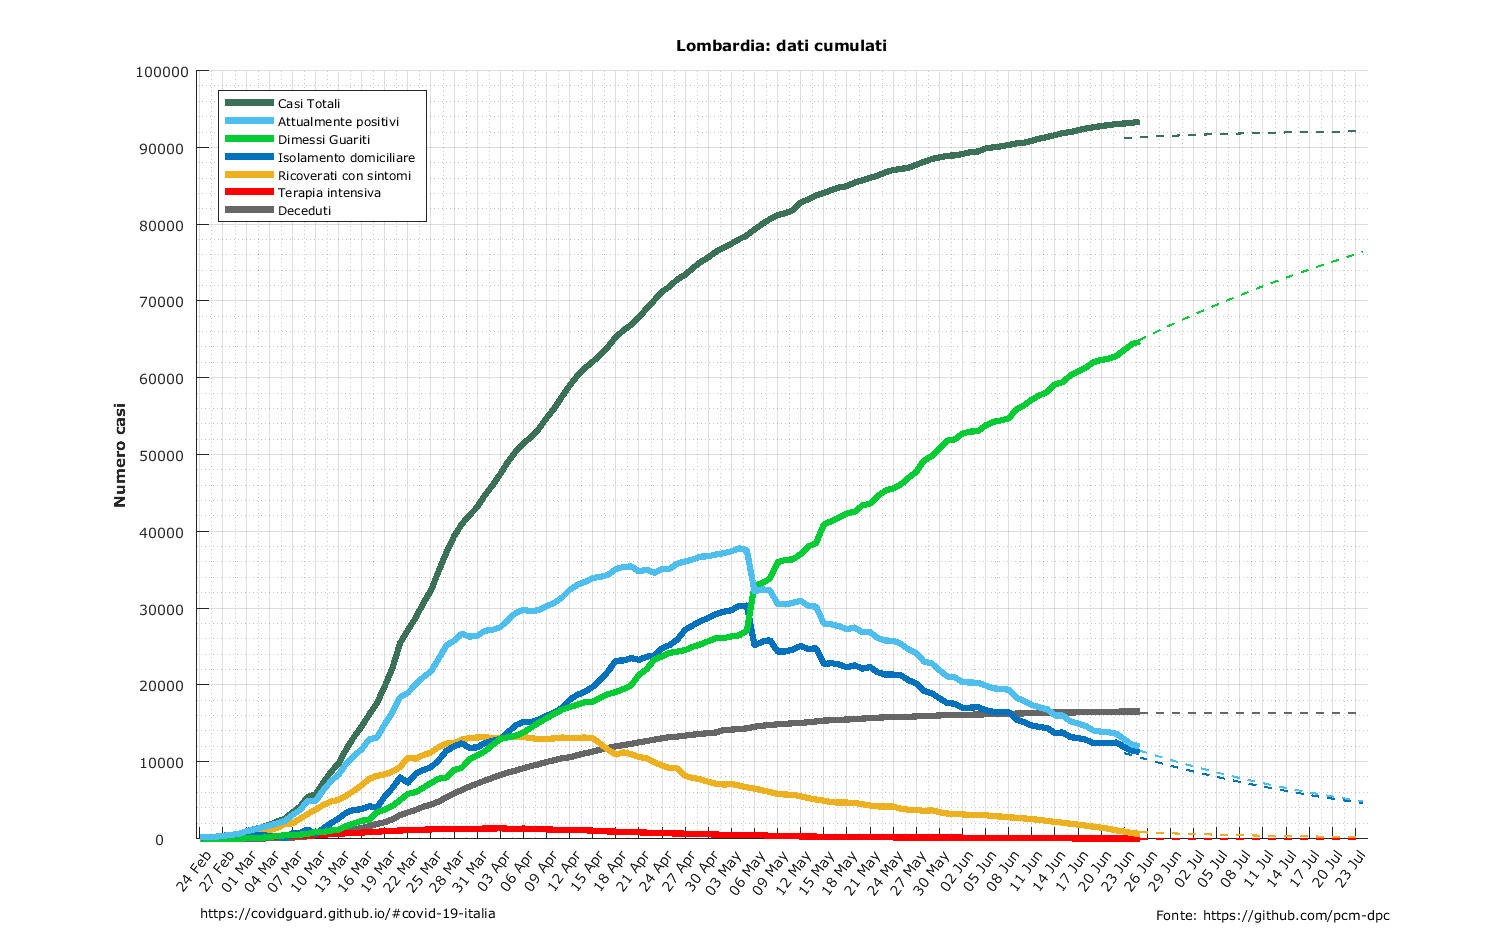 Lombardia: dati cumulati
100000
90000
80000
70000
60000
50000
40000
30000
20000
10000
0
Numero casi
Casi Totali
Attualmente positivi
Dimessi Guariti
Isolamento domiciliare
Ricoverati con sintomi
Terapia intensiva
Deceduti
24 Feb
27 Feb
01 Mar
04 Mar
07 Mar
10 Mar
13 Mar
16 Mar
19 Mar
22 Mar
25 Mar
28 Mar
31 Mar
03 Apr
06 Apr
09 Apr
12 Apr
15 Apr
18 Apr
21 Apr
24 Apr
27 Apr
30 Apr
03 May
06 May
09 May
12 May
15 May
18 May
21 May
24 May
27 May
30 May
02 Jun
05 Jun
08 Jun
11 Jun
14 Jun
17 Jun
20 Jun
23 Jun
26 Jun
29 Jun
02 Jul
05 Jul
08 Jul
11 Jul
14 Jul
17 Jul
20 Jul
23 Jul
https://covidguard.github.io/#covid-19-italia
Fonte: https://github.com/pcm-dpc